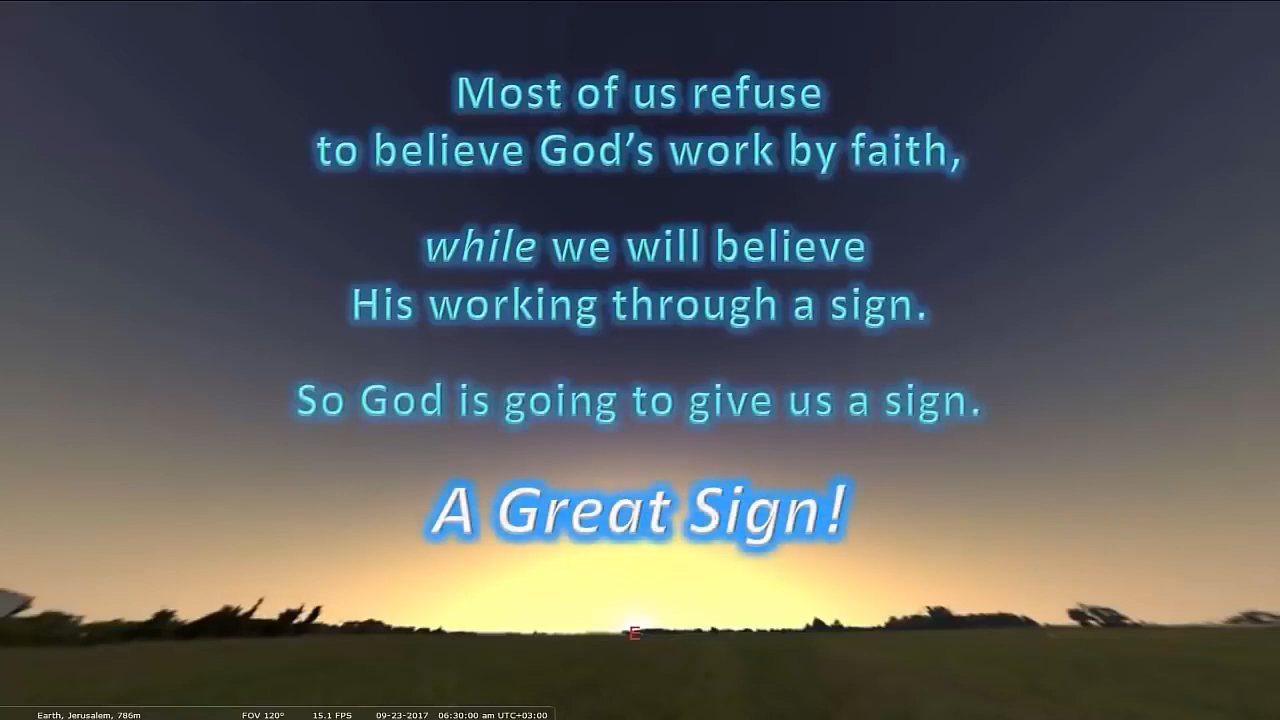 Most of us refuse
to believe God's work by faith,
while we will believe
His working through a sign.
So God is going to give us a sign.
A Great Sign!
E
Earth, Jerusalem, 786m FOV 120° 15.1 FPS 09-23-2017 06:30:00 am UTC+03:00